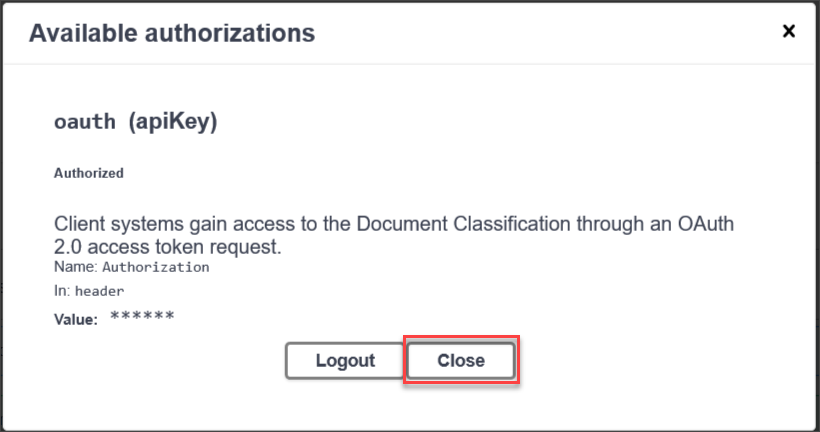 Available authorizations
×
oauth (apiKey)
Authorized
Client systems gain access to the Document Classification through an OAuth
2.0 access token request.
Name: Authorization
In: header
Value: ******
Logout Close